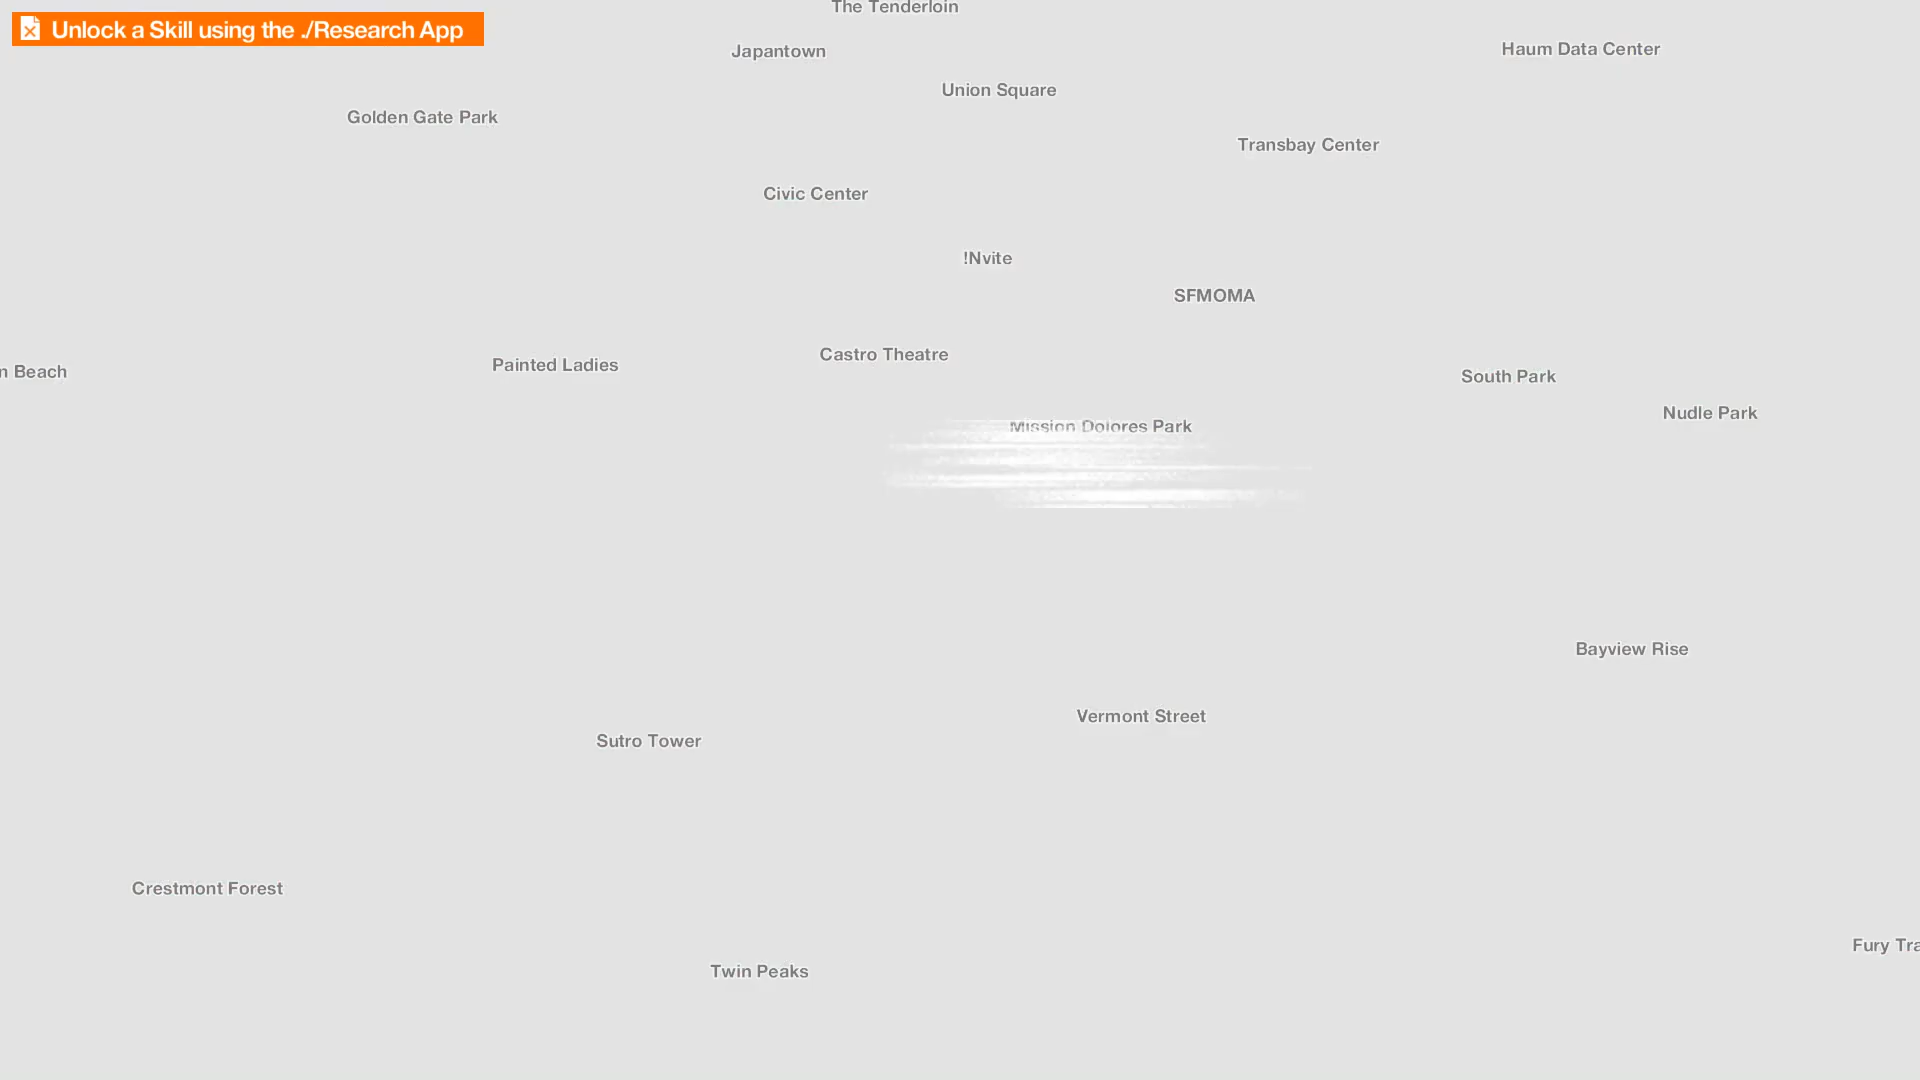 Unlock a Skill using the ./Research App
The Tenderloin
Japantown
Haum Data Center
Union Square
Golden Gate Park
Transbay Center
Civic Center
!Nvite
SFMOMA
Castro Theatre
Painted Ladies
n Beach
South Park
Nudle Park
Mission Dolores Park
Bayview Rise
Vermont Street
Sutro Tower
Crestmont Forest
Fury Tra
Twin Peaks